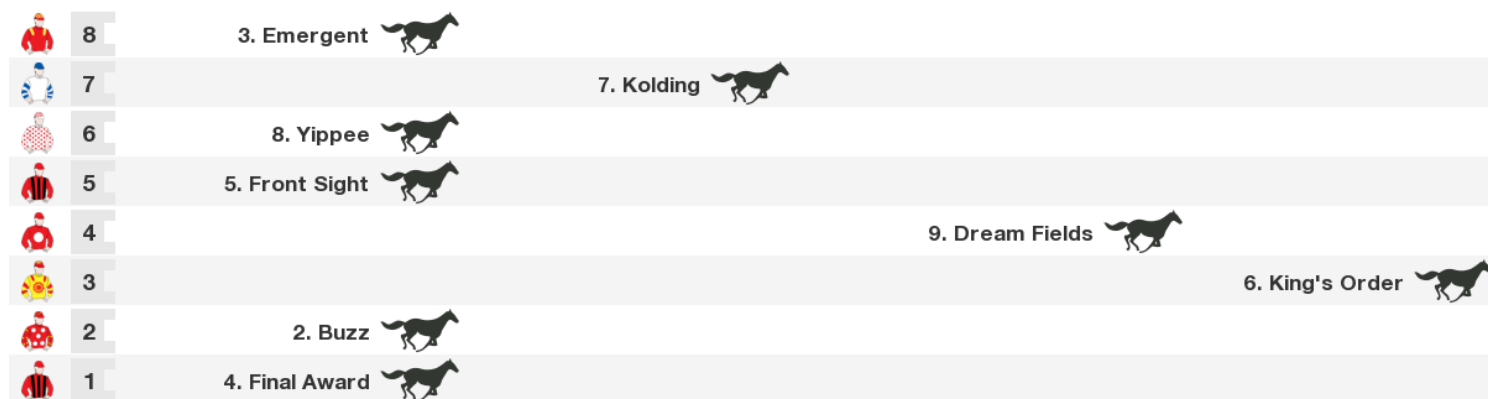 8 3. Emergent
7 7. Kolding
6 8. Yippee
5 5. Front Sight
4 9. Dream Fields
3 6. King's Order
2 2. Buzz
1 4. Final Award